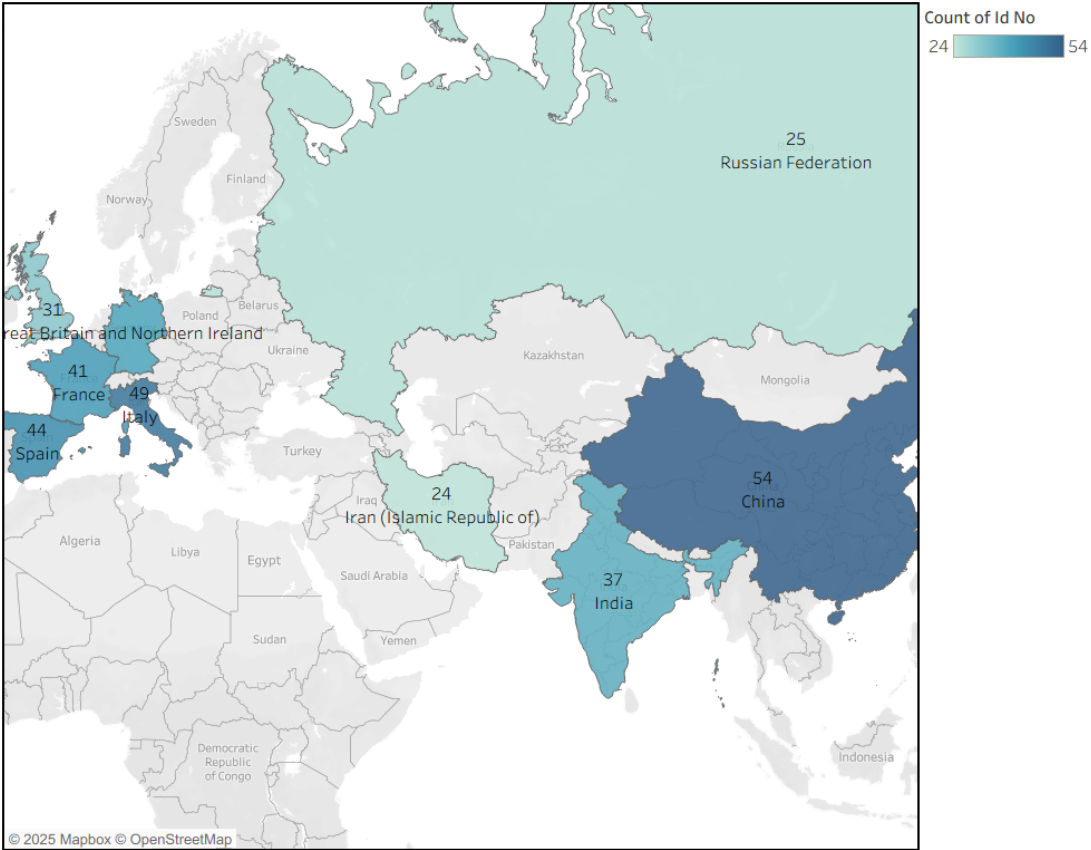 Count of Id No
24
54
25
Russian Federation
Sweden
Finland
Norway
31
reat Britain and Northern Ireland
Poland
Belarus
Ukraine
Kazakhstan
Mongolia
41
France
49
Italy
44
Spain
Turkey
24
Iran (Islamic Republic of)
Iraq
Pakistan
54
China
37
India
Algeria
Libya
Egypt
Saudi Arabia
Sudan
Yemen
Democratic
Republic
of Congo
Indonesia
© 2025 Mapbox © OpenStreetMap